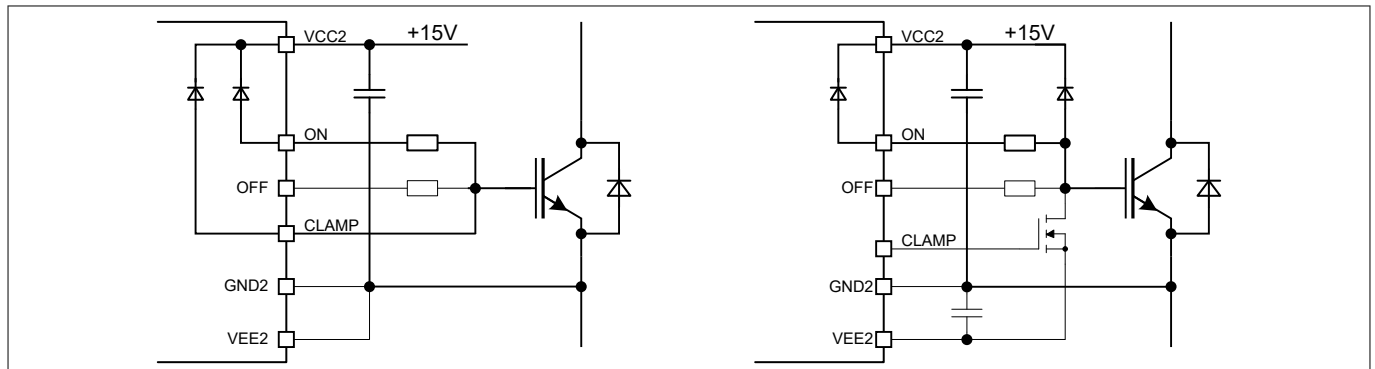 VCC2
+15V
ON
OFF
CLAMP
GND2
VEE2
VCC2
+15V
ON
OFF
CLAMP
GND2
VEE2